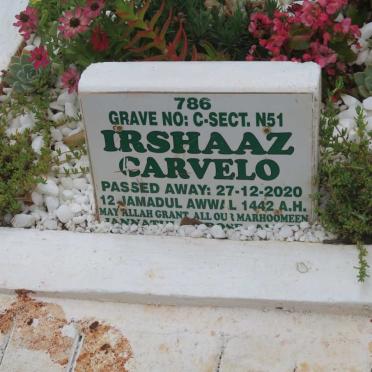 786
GRAVE NO: C-SECT. N51
IRSHAAZ
CARVELO
PASSED AWAY: 27-12-2020
12 JAMADUL AWWAL 1442 A.H.
MAY ALLAH GRANT ALL OUR MARHOOMEEN